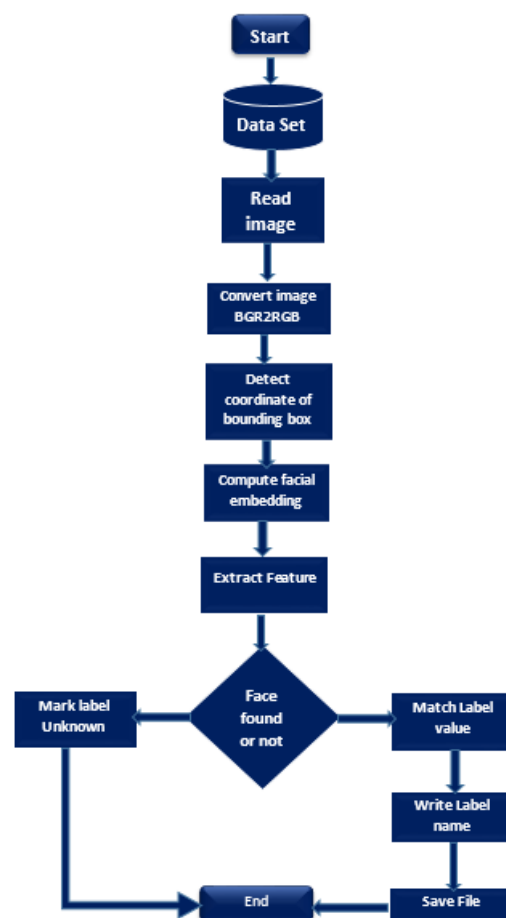 Start
Data Set
Read
image
Convert image
BGR2RGB
Detect
coordinate of
bounding box
Compute facial
embedding
Extract Feature
Face
found
or not
Mark label
Unknown
Match Label
value
Write Label
name
Save File
End